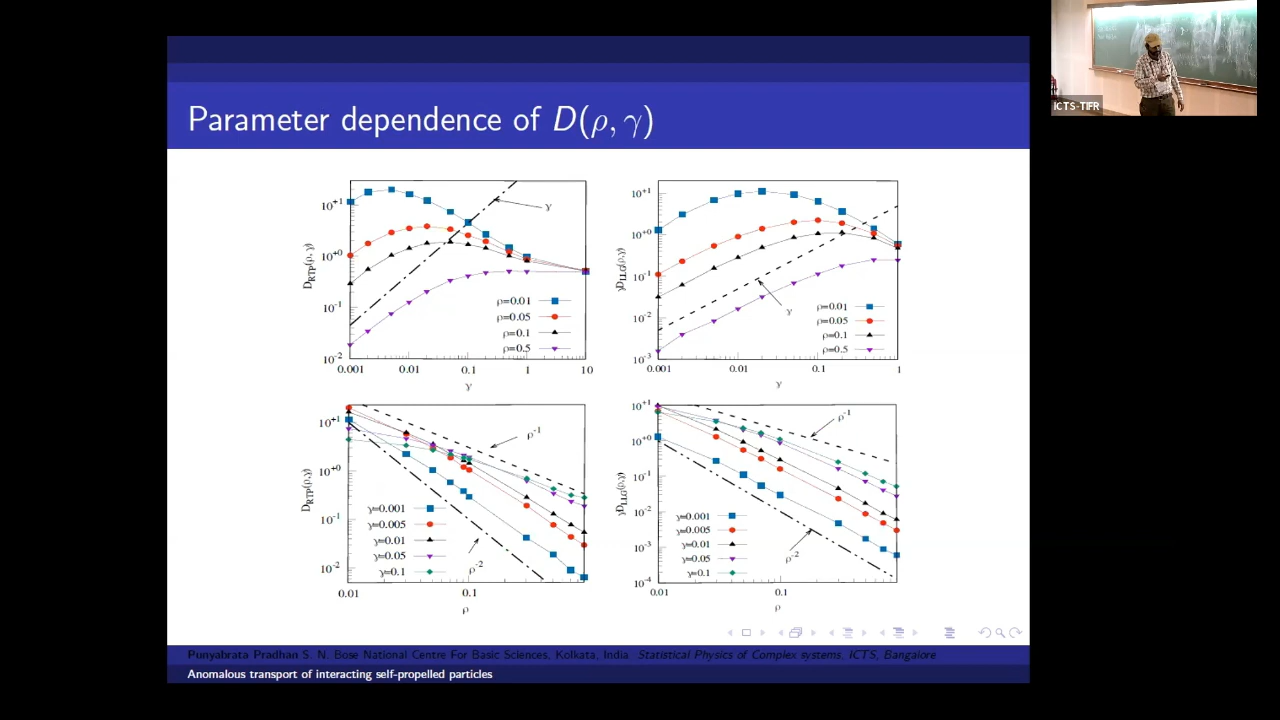 ICTS-TIFR
Parameter dependence of D(ρ, γ)
D_RTP(ρ, γ)
10⁺¹
10⁺⁰
10⁻¹
10⁻²
0.001 0.01 0.1 1 10
γ
γ
ρ=0.01
ρ=0.05
ρ=0.1
ρ=0.5
γD_LLG(ρ,γ)
10⁺¹
10⁺⁰
10⁻¹
10⁻²
10⁻³
0.001 0.01 0.1 1
γ
γ
ρ=0.01
ρ=0.05
ρ=0.1
ρ=0.5
D_RTP(ρ,γ)
10⁺¹
10⁺⁰
10⁻¹
10⁻²
0.01 0.1
ρ
ρ⁻¹
ρ⁻²
γ=0.001
γ=0.005
γ=0.01
γ=0.05
γ=0.1
γD_LLG(ρ,γ)
10⁺¹
10⁺⁰
10⁻¹
10⁻²
10⁻³
10⁻⁴
0.01 0.1
ρ
ρ⁻¹
ρ⁻²
γ=0.001
γ=0.005
γ=0.01
γ=0.05
γ=0.1
Punyabrata Pradhan S. N. Bose National Centre For Basic Sciences, Kolkata, India Statistical Physics of Complex systems, ICTS, Bangalore
Anomalous transport of interacting self-propelled particles